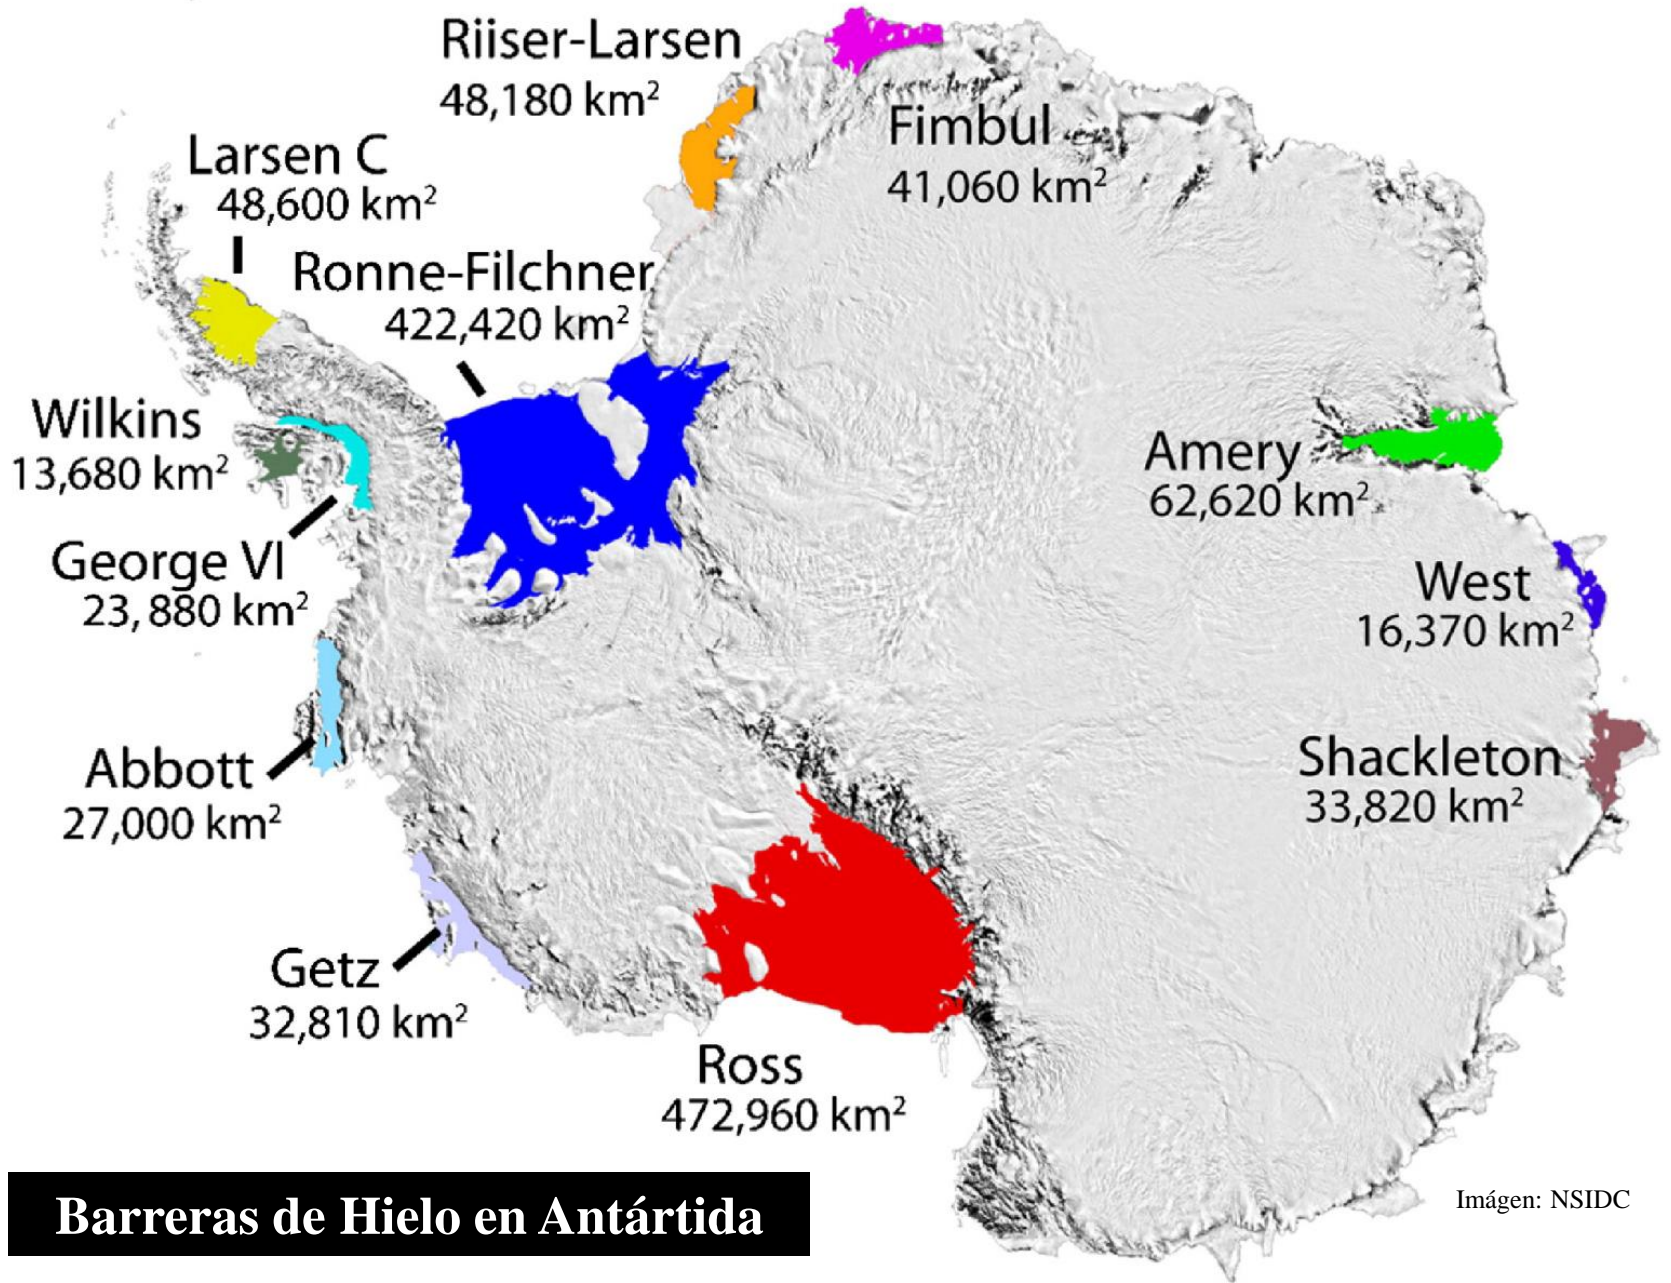 Riiser-Larsen
48,180 km²
Fimbul
41,060 km²
Larsen C
48,600 km²
Ronne-Filchner
422,420 km²
Wilkins
13,680 km²
Amery
62,620 km²
George VI
23,880 km²
West
16,370 km²
Abbott
27,000 km²
Shackleton
33,820 km²
Getz
32,810 km²
Ross
472,960 km²
Barreras de Hielo en Antártida
Imágen: NSIDC